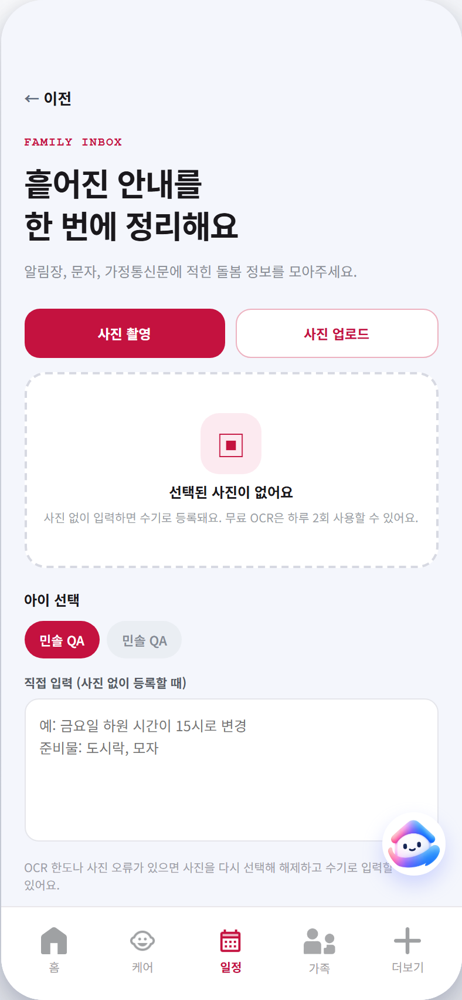 ← 이전
FAMILY INBOX
흩어진 안내를
한 번에 정리해요
알림장, 문자, 가정통신문에 적힌 돌봄 정보를 모아주세요.
사진 촬영
사진 업로드
선택된 사진이 없어요
사진 없이 입력하면 수기로 등록돼요. 무료 OCR은 하루 2회 사용할 수 있어요.
아이 선택
민솔 QA
민솔 QA
직접 입력 (사진 없이 등록할 때)
예: 금요일 하원 시간이 15시로 변경
준비물: 도시락, 모자
OCR 한도나 사진 오류가 있으면 사진을 다시 선택해 해제하고 수기로 입력할
있어요.
홈
케어
일정
가족
더보기